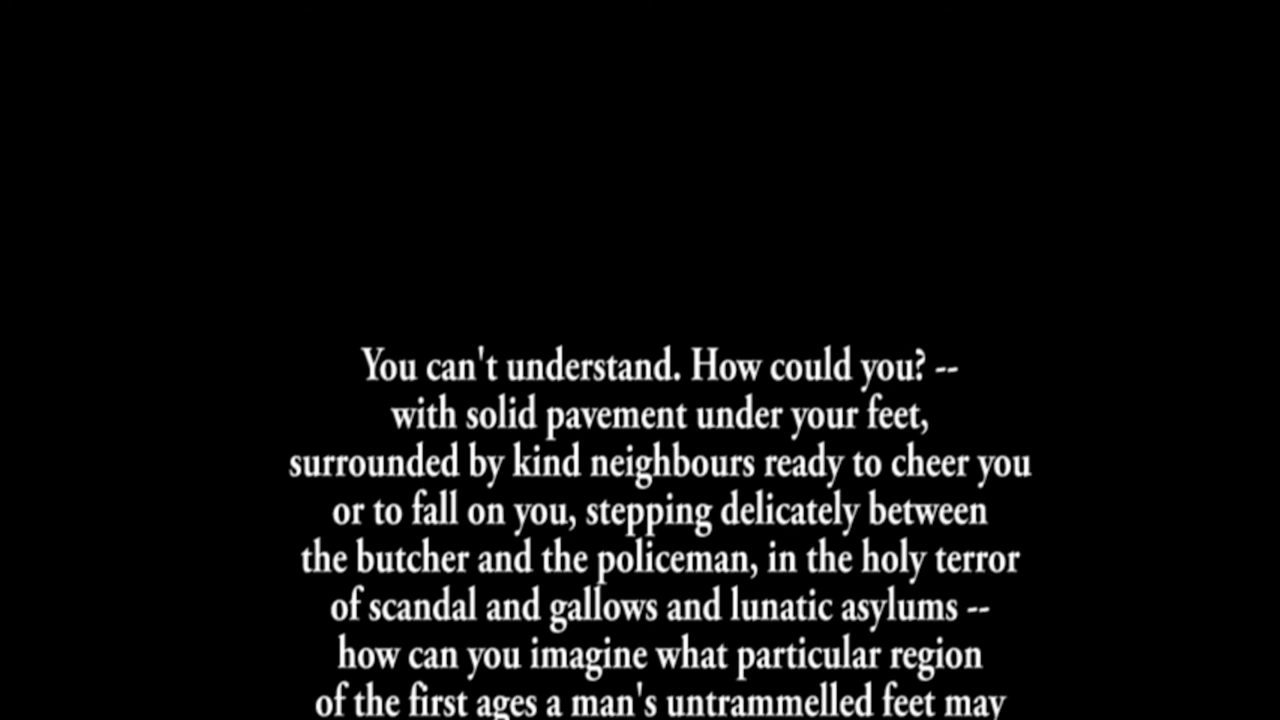 You can't understand. How could you? --
with solid pavement under your feet,
surrounded by kind neighbours ready to cheer you
or to fall on you, stepping delicately between
the butcher and the policeman, in the holy terror
of scandal and gallows and lunatic asylums --
how can you imagine what particular region
of the first ages a man's untrammelled feet may